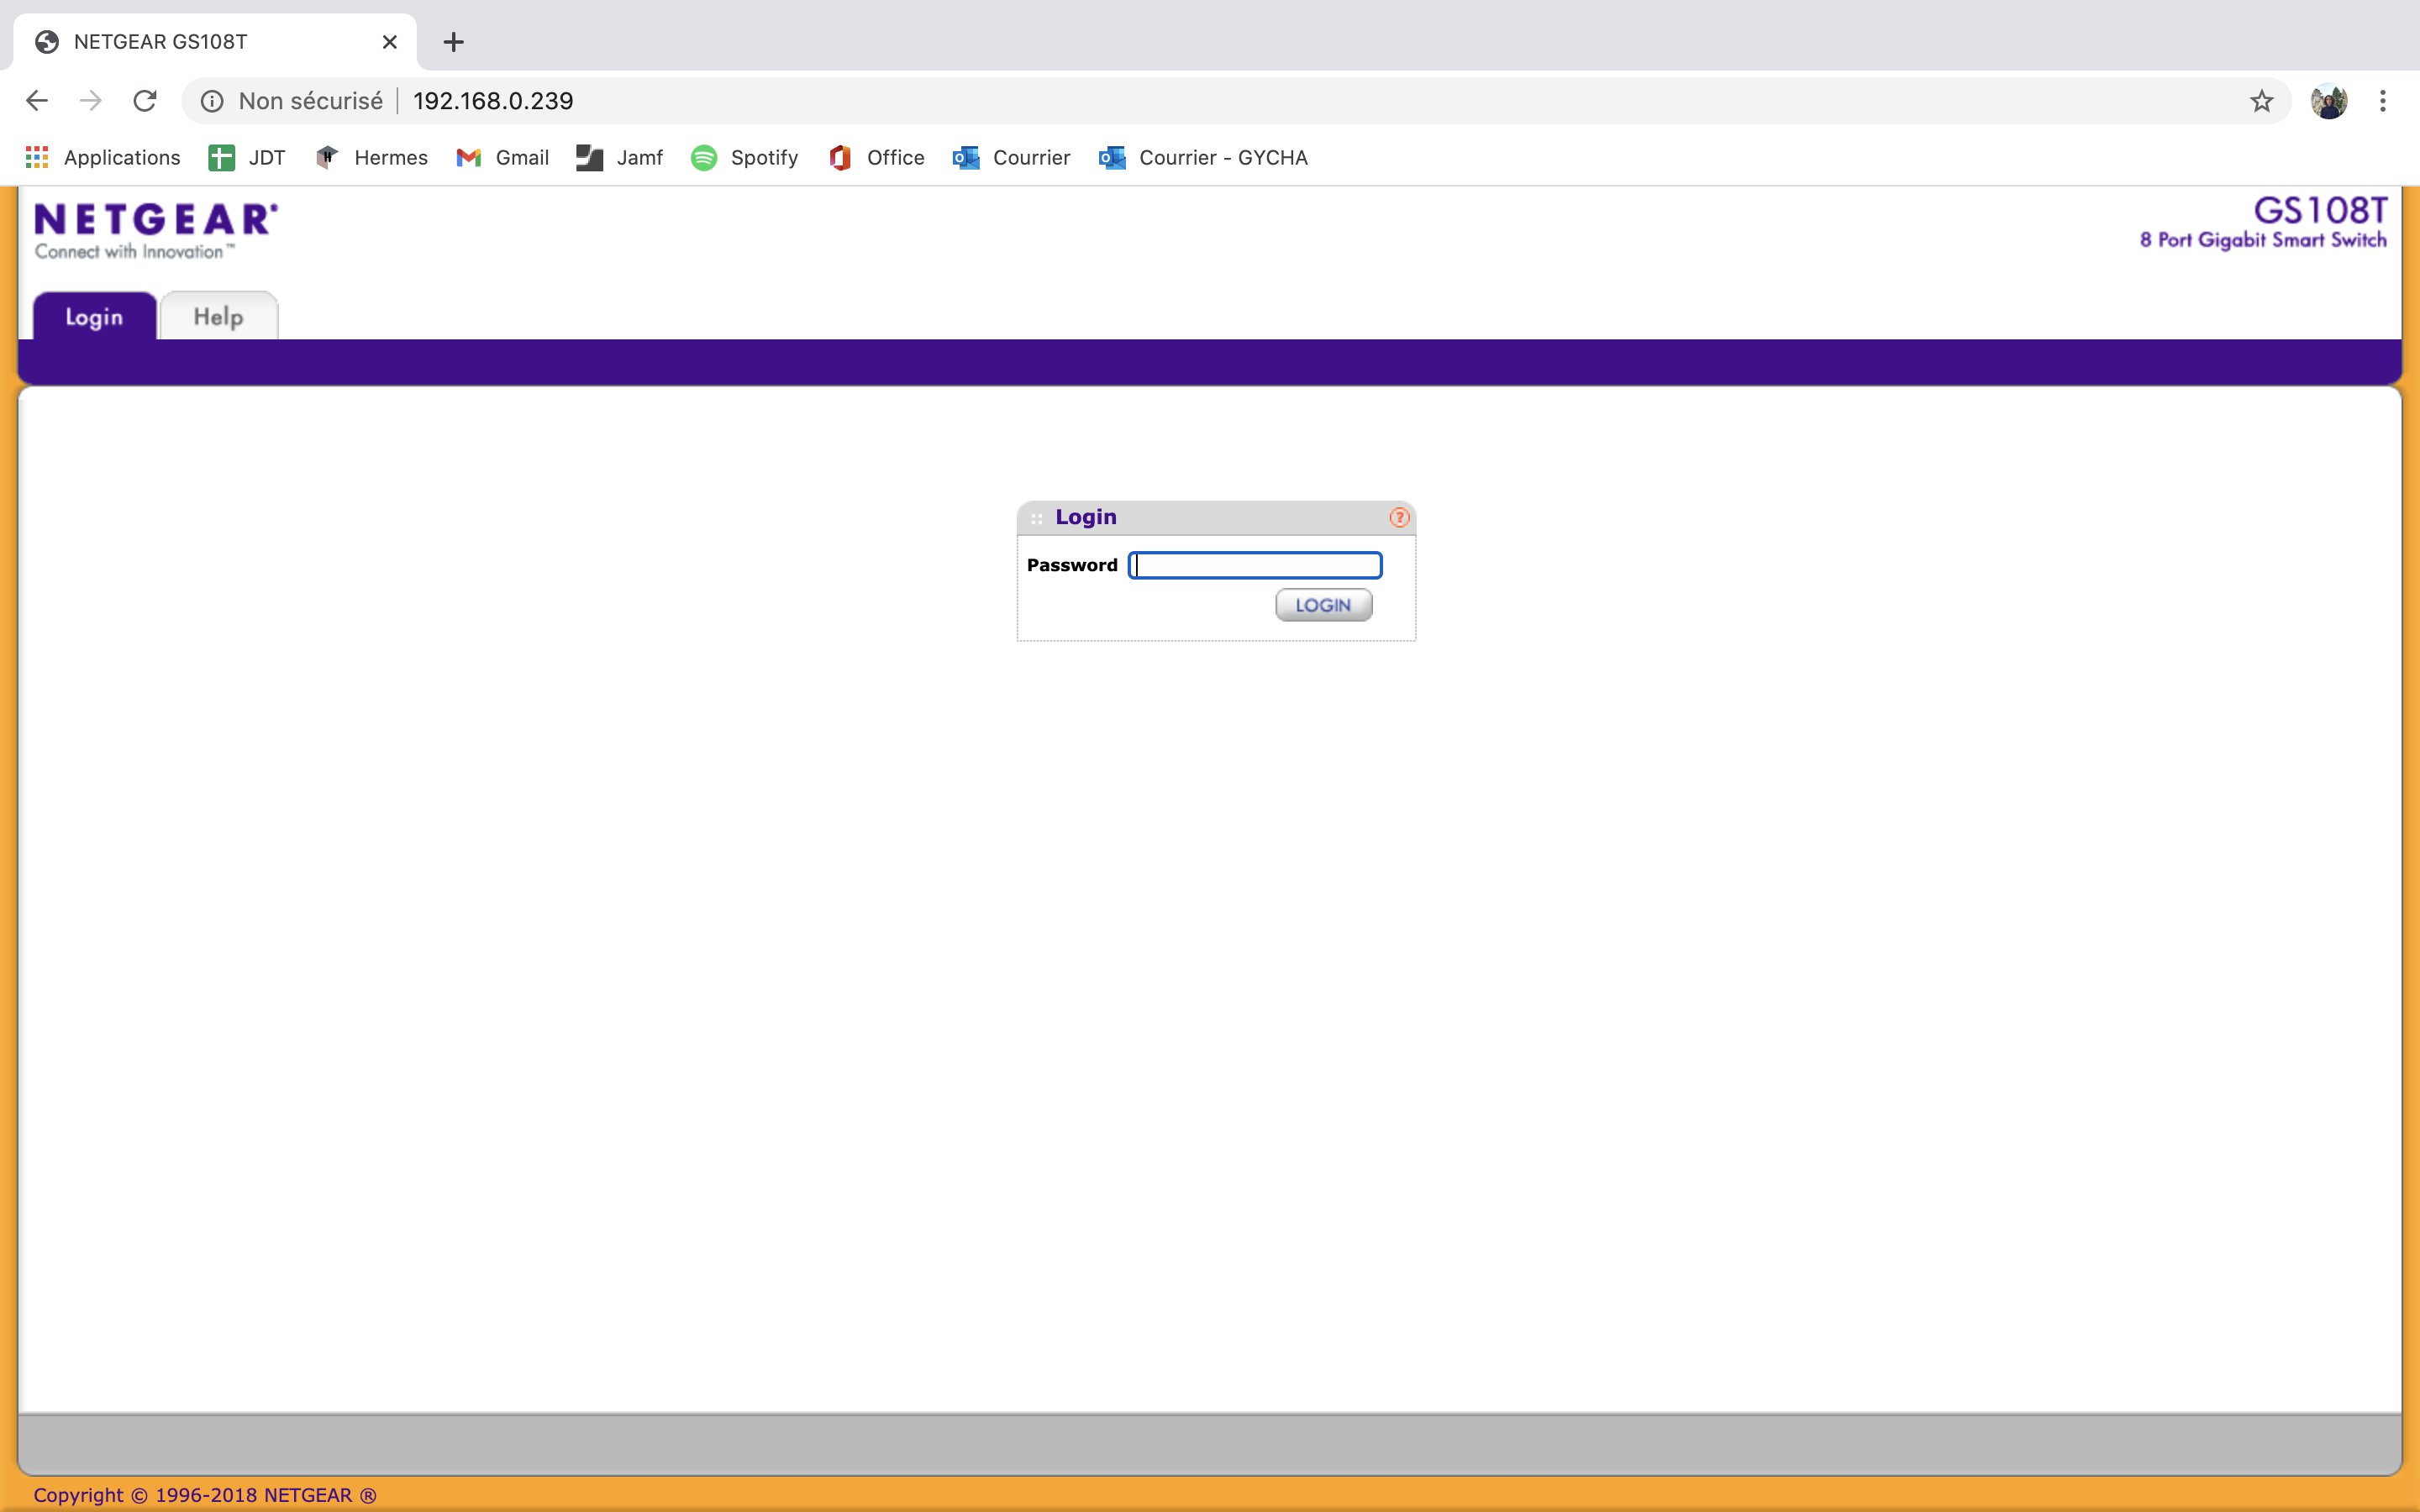 NETGEAR GS108T
Non sécurisé 192.168.0.239
Applications JDT Hermes Gmail Jamf Spotify Office Courrier Courrier - GYCHA
NETGEAR®
Connect with Innovation™
GS108T
8 Port Gigabit Smart Switch
Login Help
Login ?
Password
LOGIN
Copyright © 1996-2018 NETGEAR ®